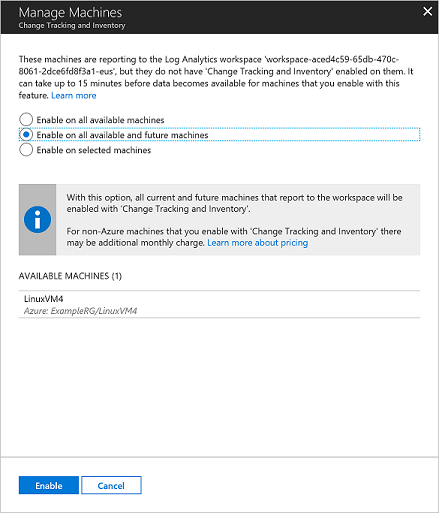 Manage Machines
Change Tracking and Inventory
These machines are reporting to the Log Analytics workspace 'workspace-aced4c59-65db-470c-
8061-2dce6fd8f3a1-eus', but they do not have 'Change Tracking and Inventory' enabled on them. It
can take up to 15 minutes before data becomes available for machines that you enable with this
feature. Learn more
Enable on all available machines
Enable on all available and future machines
Enable on selected machines
With this option, all current and future machines that report to the workspace will be
enabled with 'Change Tracking and Inventory'.
For non-Azure machines that you enable with 'Change Tracking and Inventory' there
may be additional monthly charge. Learn more about pricing
AVAILABLE MACHINES (1)
LinuxVM4
Azure: ExampleRG/LinuxVM4
Enable
Cancel